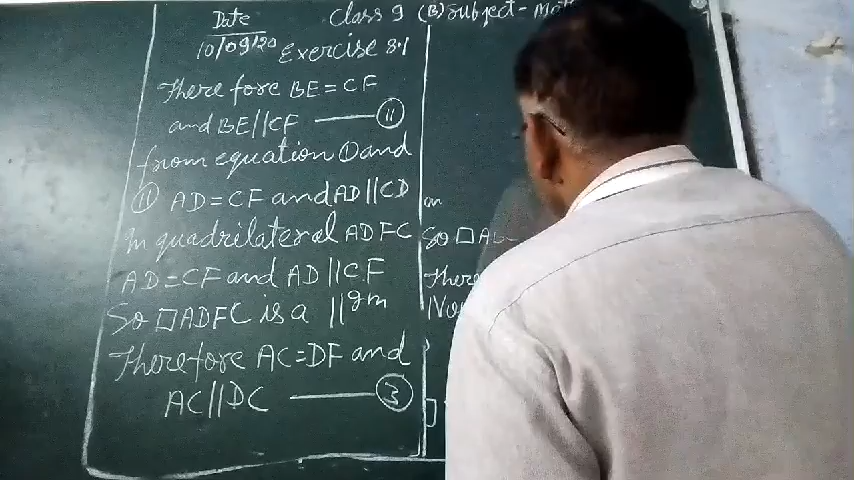 Date
Class 9 (B) Subject - Mat
10/09/20 Exercise 8.1
Therefore BE = CF
and BE || CF —— (11)
from equation (1) and
(11) AD = CF and AD || CD
In quadrilateral ADFC
AD = CF and AD || CF
So □ADFC is a ||gm
Therefore AC = DF and
AC || DC —— (3)
So □A
There
No